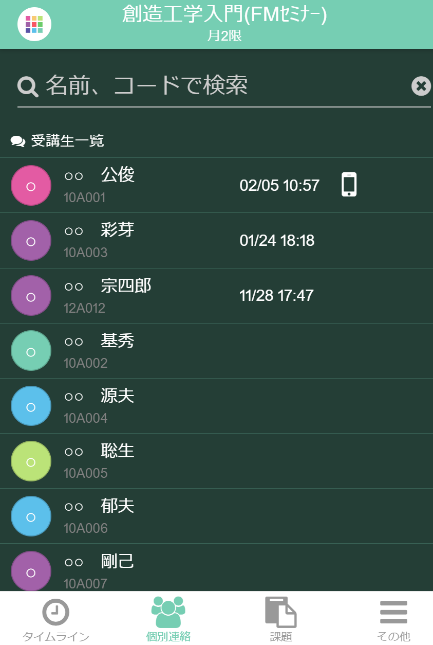 創造工学入門(FMｾﾐﾅｰ)
月2限
名前、コードで検索
受講生一覧
○○　公俊
02/05 10:57
10A001
○
○○　彩芽
01/24 18:18
10A003
○
○○　宗四郎
11/28 17:47
12A012
○
○○　基秀
10A002
○
○○　源夫
10A004
○
○○　聡生
10A005
○
○○　郁夫
10A006
○
○○　剛己
10A007
○
タイムライン
個別連絡
課題
その他